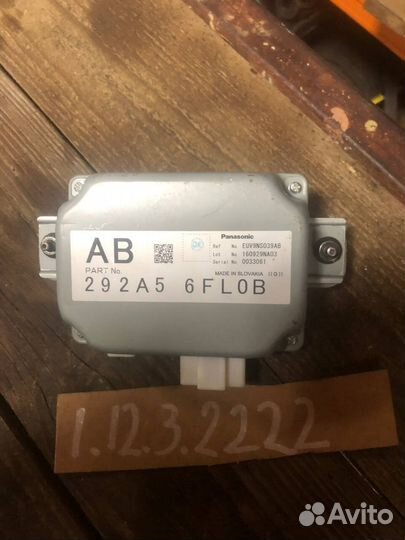 Panasonic
AB
Ref No. EUV9NS039AB
Lot No. 160929NA03
Serial No. 0033061
PART No.
MADE IN SLOVAKIA
292A5 6FL0B
1.12.3.2222
Avito